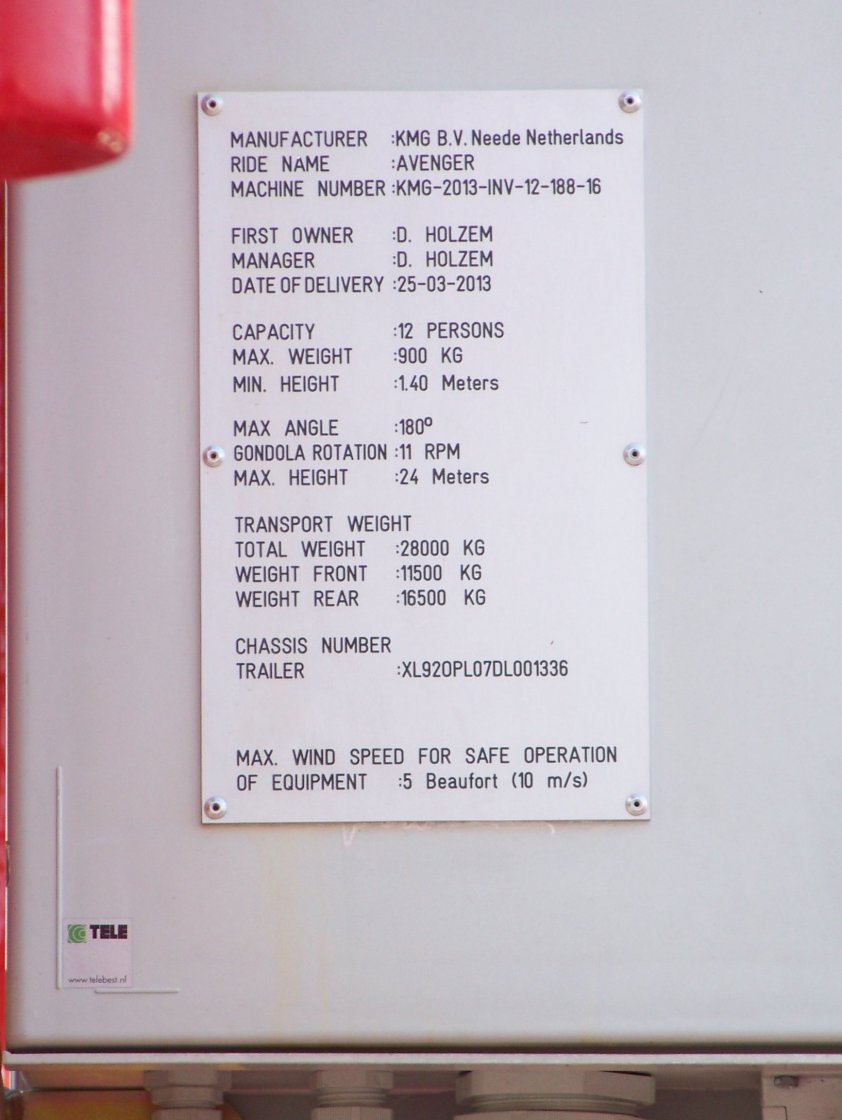 MANUFACTURER :KMG B.V. Neede Netherlands
RIDE NAME :AVENGER
MACHINE NUMBER :KMG-2013-INV-12-188-16
FIRST OWNER :D. HOLZEM
MANAGER :D. HOLZEM
DATE OF DELIVERY :25-03-2013
CAPACITY :12 PERSONS
MAX. WEIGHT :900 KG
MIN. HEIGHT :1.40 Meters
MAX ANGLE :180º
GONDOLA ROTATION :11 RPM
MAX. HEIGHT :24 Meters
TRANSPORT WEIGHT
TOTAL WEIGHT :28000 KG
WEIGHT FRONT :11500 KG
WEIGHT REAR :16500 KG
CHASSIS NUMBER
TRAILER :XL920PL07DL001336
MAX. WIND SPEED FOR SAFE OPERATION
OF EQUIPMENT :5 Beaufort (10 m/s)
TELE
www.telebest.nl